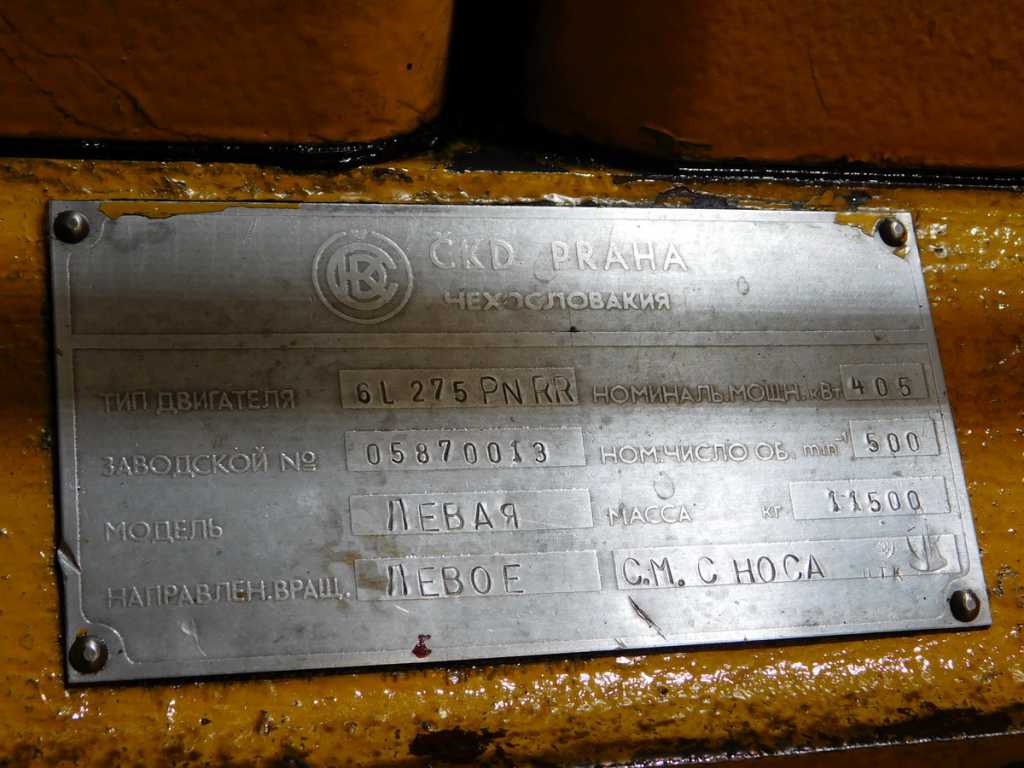 ČKD PRAHA
ЧЕХОСЛОВАКИЯ
ТИП ДВИГАТЕЛЯ 6L 275 PN RR НОМИНАЛЬ.МОЩН.кВт 405
ЗАВОДСКОЙ № 05870013 НОМ.ЧИСЛО ОБ. min⁻¹ 500
МОДЕЛЬ ЛЕВАЯ МАССА кг 11500
НАПРАВЛЕН.ВРАЩ. ЛЕВОЕ С.М. С НОСА